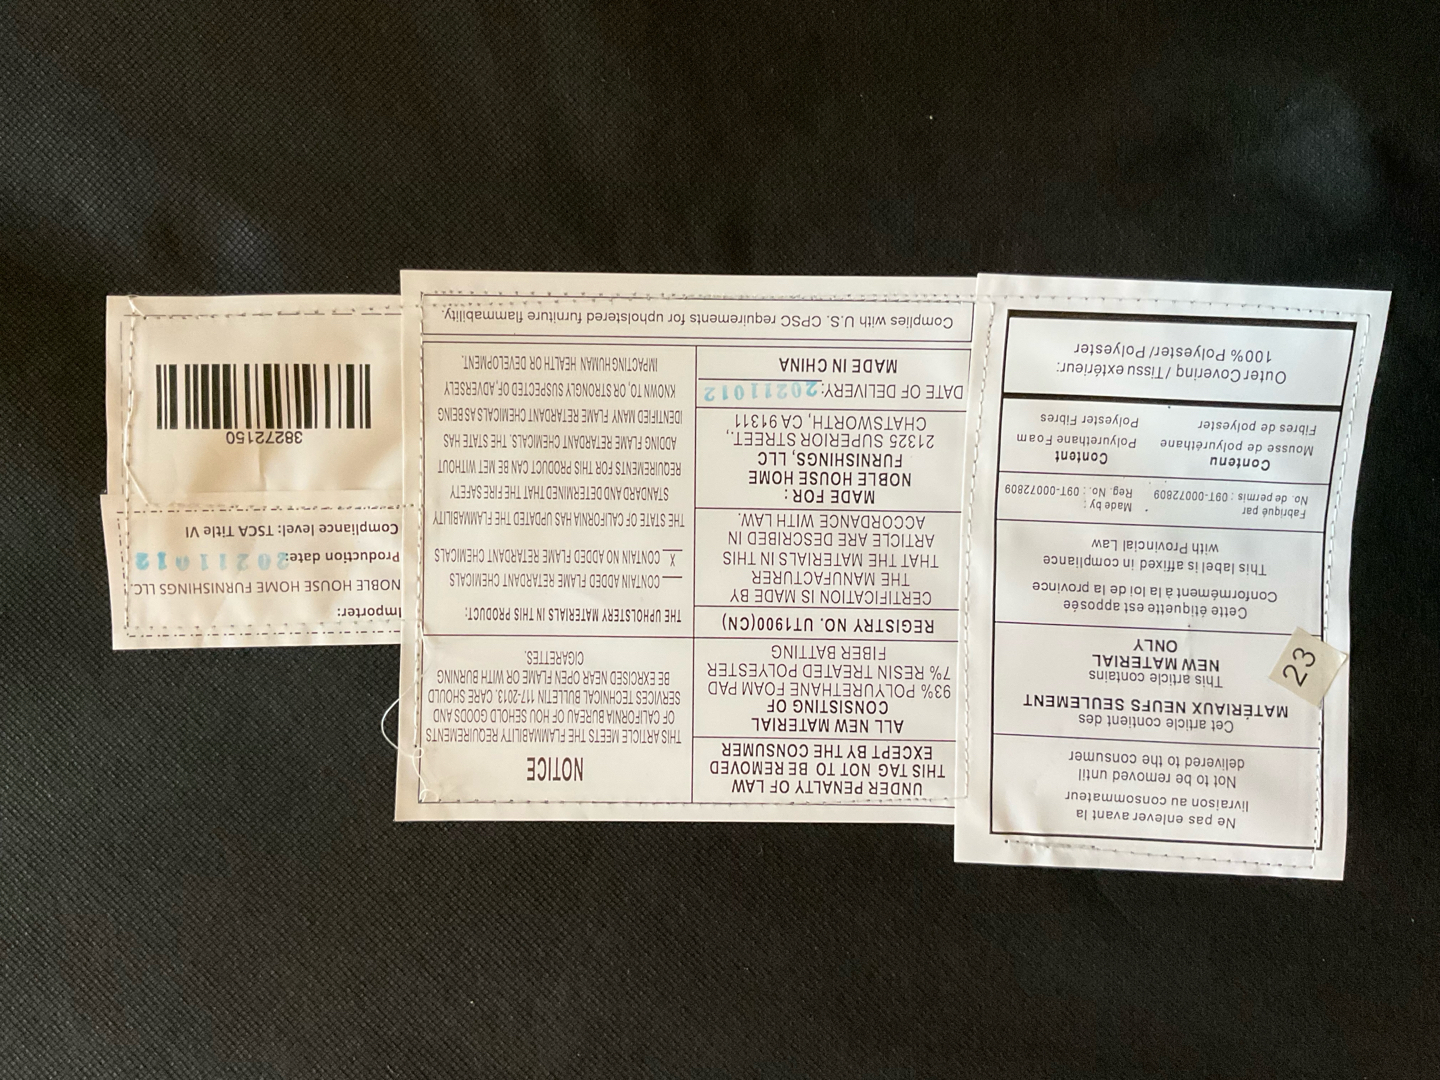 Ne pas enlever avant la
livraison au consommateur
Not to be removed until
delivered to the consumer
Cet article contient des
MATÉRIAUX NEUFS SEULEMENT
This article contains
NEW MATERIAL
ONLY
23
Cette étiquette est apposée
Conformément à la loi de la province
This label is affixed in compliance
with Provincial Law
Fabriqué par
No. de permis : 09T-00072809
Made by :
Reg. No. : 09T-00072809
Contenu
Mousse de polyuréthane
Fibres de polyester
Content
Polyurethane Foam
Polyester Fibres
Outer Covering / Tissu extérieur:
100% Polyester/ Polyester
UNDER PENALTY OF LAW
THIS TAG NOT TO BE REMOVED
EXCEPT BY THE CONSUMER
ALL NEW MATERIAL
CONSISTING OF
93% POLYURETHANE FOAM PAD
7% RESIN TREATED POLYESTER
FIBER BATTING
REGISTRY NO. UT1900(CN)
CERTIFICATION IS MADE BY
THE MANUFACTURER
THAT THE MATERIALS IN THIS
ARTICLE ARE DESCRIBED IN
ACCORDANCE WITH LAW.
MADE FOR:
NOBLE HOUSE HOME
FURNISHINGS, LLC
21325 SUPERIOR STREET,
CHATSWORTH, CA 91311
DATE OF DELIVERY: 20211012
MADE IN CHINA
NOTICE
THIS ARTICLE MEETS THE FLAMMABILITY REQUIREMENTS
OF CALIFORNIA BUREAU OF HOU SEHOLD GOODS AND
SERVICES TECHNICAL BULLETIN 117-2013. CARE SHOULD
BE EXRCISED NEAR OPEN FLAME OR WITH BURNING
CIGARETTES.
THE UPHOLSTERY MATERIALS IN THIS PRODUCT:
___ CONTAIN ADDED FLAME RETARDANT CHEMICALS
_X_ CONTAIN NO ADDED FLAME RETARDANT CHEMICALS
THE STATE OF CALIFORNIA HAS UPDATED THE FLAMMABILITY
STANDARD AND DETERMINED THAT THE FIRE SAFETY
REQUIREMENTS FOR THIS PRODUCT CAN BE MET WITHOUT
ADDING FLAME RETARDANT CHEMICALS. THE STATE HAS
IDENTIFIED MANY FLAME RETARDANT CHEMICALS AS BEING
KNOWN TO, OR STRONGLY SUSPECTED OF, ADVERSELY
IMPACTING HUMAN HEALTH OR DEVELOPMENT.
Complies with U.S. CPSC requirements for upholstered furniture flammability.
Importer:
NOBLE HOUSE HOME FURNISHINGS LLC.
Production date: 20211012
Compliance level: TSCA Title VI
38272150